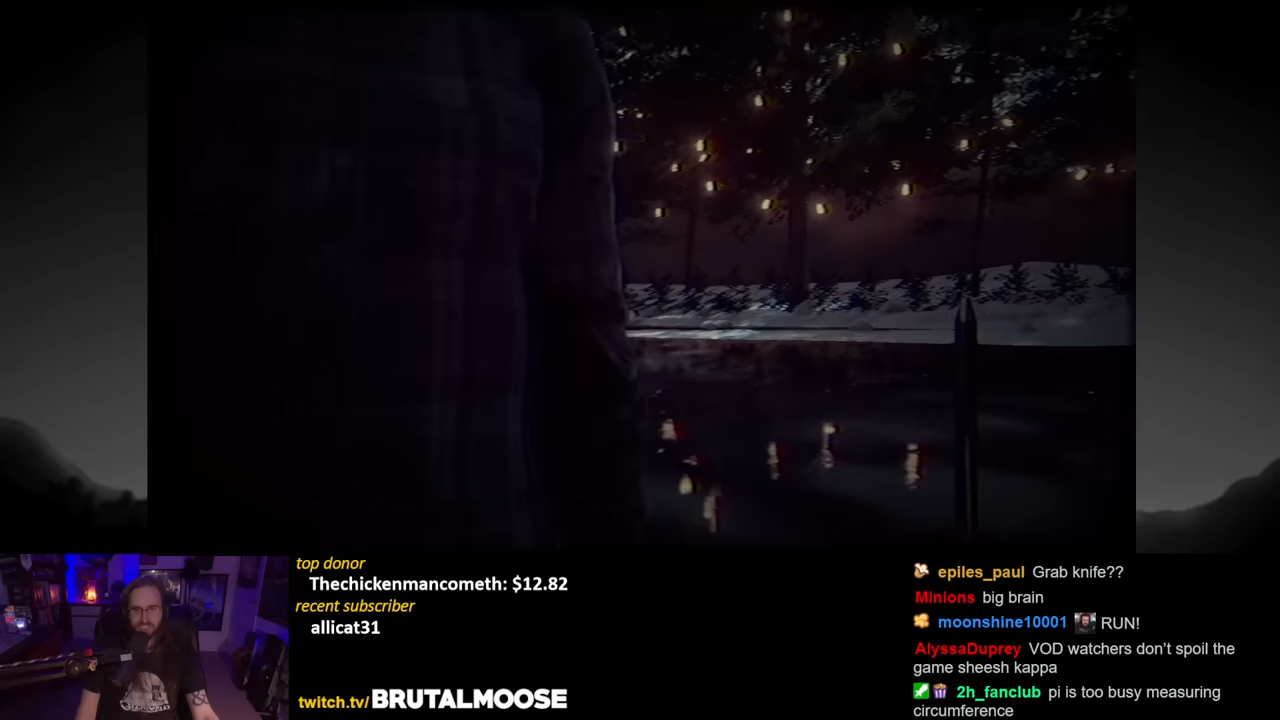 top donor
Thechickenmancometh: $12.82
recent subscriber
allicat31
twitch.tv/BRUTALMOOSE
epiles_paul Grab knife??
Minions big brain
moonshine10001 RUN!
AlyssaDuprey VOD watchers don't spoil the
game sheesh kappa
2h_fanclub pi is too busy measuring
circumference